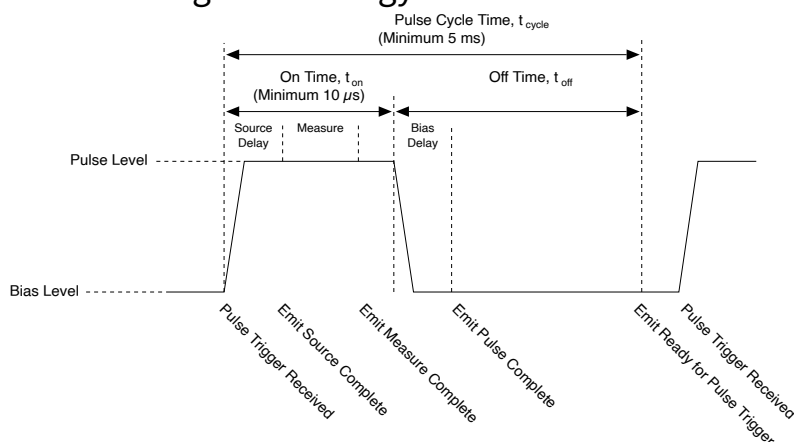 Pulse Cycle Time, t cycle
(Minimum 5 ms)
On Time, t on
(Minimum 10 µs)
Off Time, t off
Source
Delay
Measure
Bias
Delay
Pulse Level
Bias Level
Pulse Trigger Received
Emit Source Complete
Emit Measure Complete
Emit Pulse Complete
Emit Ready for Pulse Trigger
Pulse Trigger Received